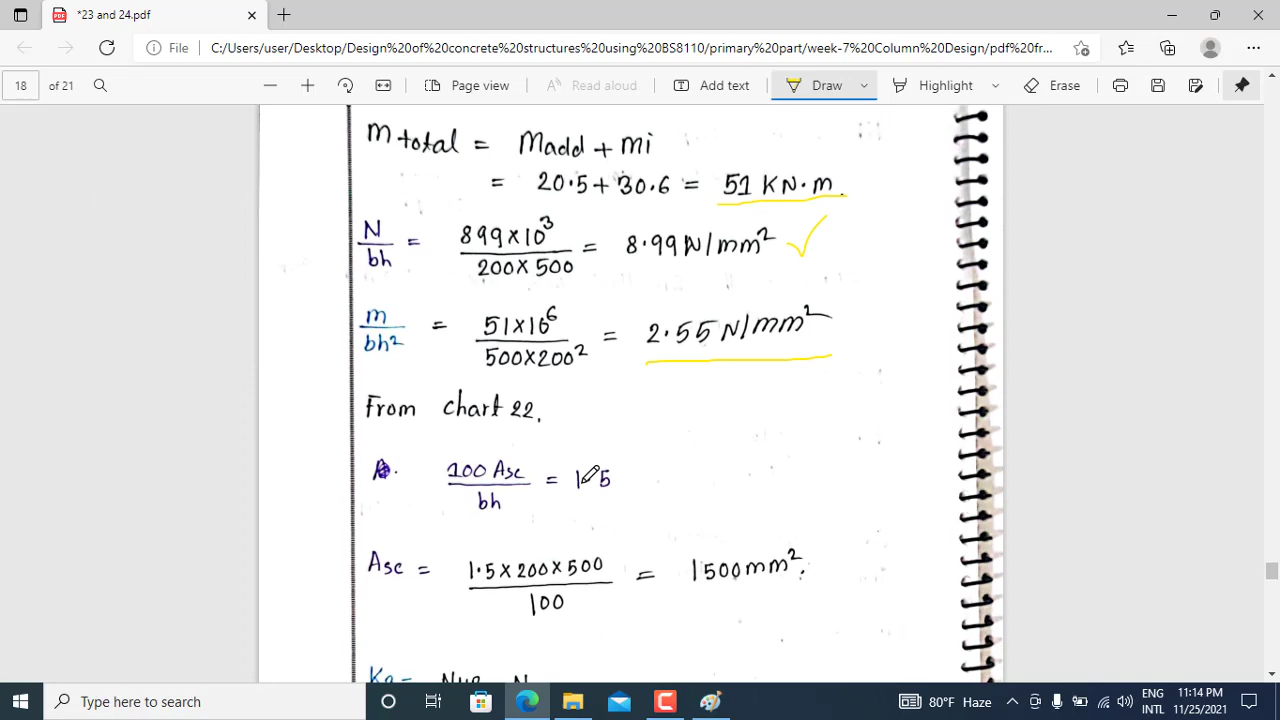 *23 and 24.pdf
File
C:/Users/user/Desktop/Design%20of%20concrete%20structures%20using%20BS8110/primary%20part/week-7%20Column%20Design/pdf%20fr...
18 of 21
Page view
Read aloud
Add text
Draw
Highlight
Erase
M total = Madd + mi
= 20.5 + 30.6 = 51 KN.m.
N/bh = 899×10³/200×500 = 8.99 N/mm²
m/bh² = 51×10⁶/500×200² = 2.55 N/mm²
From chart 22.
100 Asc/bh = 1.5
Asc = 1.5×200×500/100 = 1500mm².
Type here to search
80°F Haze
ENG
INTL
1:14 PM
11/25/2021